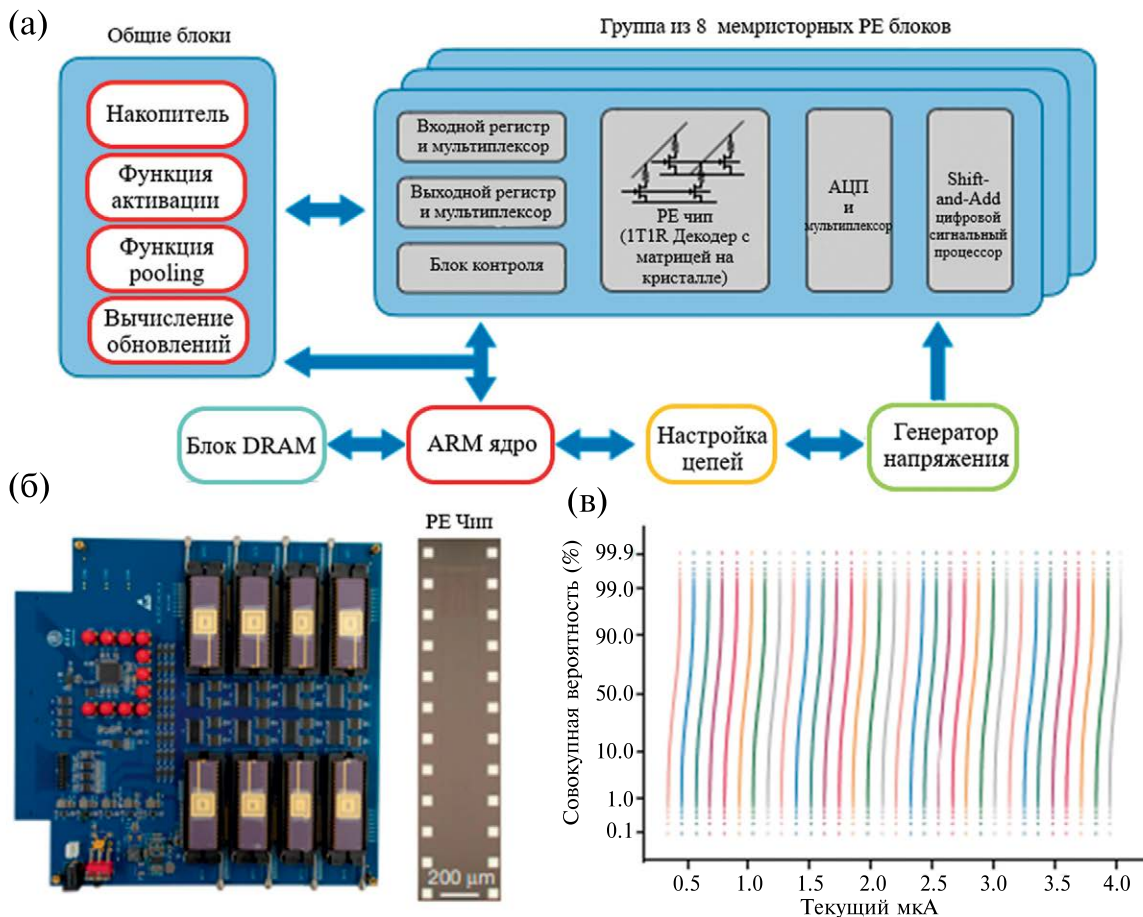 (а)
Общие блоки
Накопитель
Функция
активации
Функция
pooling
Вычисление
обновлений
Группа из 8 мемристорных PE блоков
Входной регистр
и мультиплексор
Выходной регистр
и мультиплексор
Блок контроля
PE чип
(1T1R Декодер с
матрицей на
кристалле)
АЦП
и
мультиплексор
Shift-
and-Add
цифровой
сигнальный
процессор
Блок DRAM
ARM ядро
Настройка
цепей
Генератор
напряжения
(б)
PE Чип
200 μm
(в)
Совокупная вероятность (%)
99.9
99.0
90.0
50.0
10.0
1.0
0.1
0.5 1.0 1.5 2.0 2.5 3.0 3.5 4.0
Текущий мкА